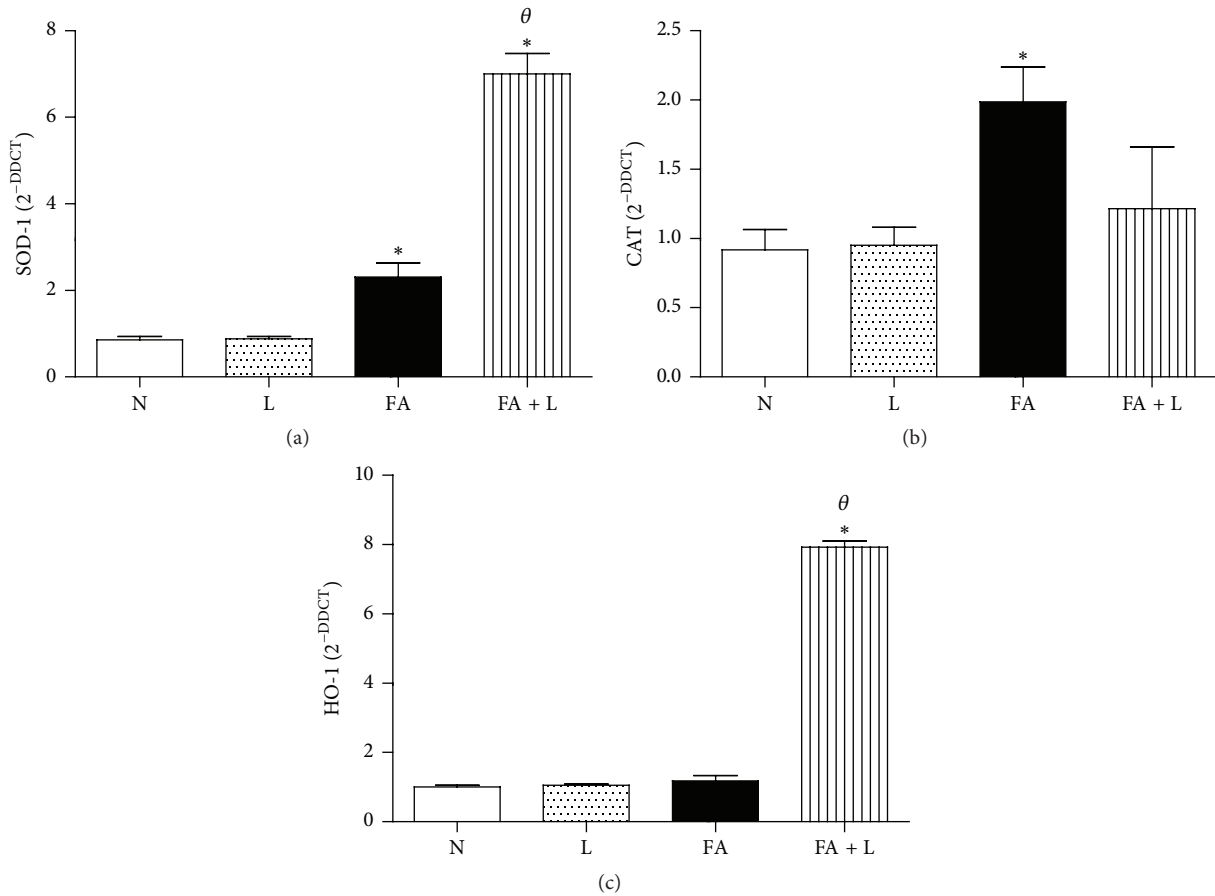 8
6
4
2
0
SOD-1 (2⁻ᴰᴰᶜᵀ)
*
θ
*
N L FA FA + L
(a)
2.5
2.0
1.5
1.0
0.5
0.0
CAT (2⁻ᴰᴰᶜᵀ)
*
N L FA FA + L
(b)
10
8
6
4
2
0
HO-1 (2⁻ᴰᴰᶜᵀ)
θ
*
N L FA FA + L
(c)